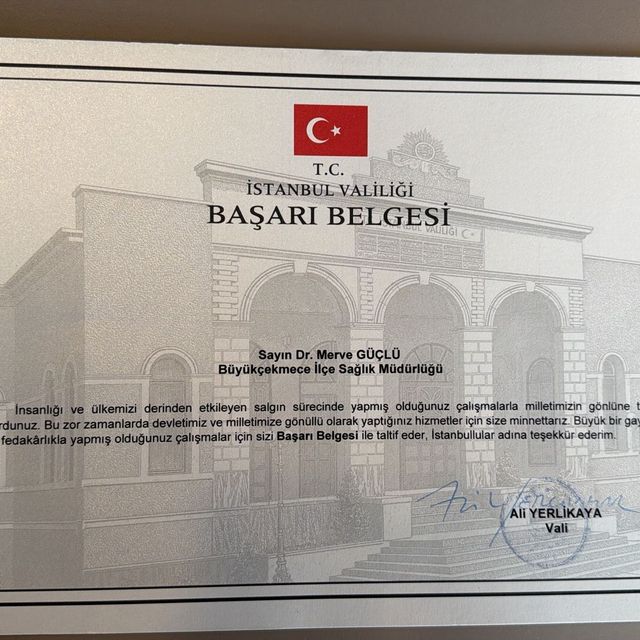 T.C.
İSTANBUL VALİLİĞİ
BAŞARI BELGESİ
İSTANBUL VALİLİĞİ
Sayın Dr. Merve GÜÇLÜ
Büyükçekmece İlçe Sağlık Müdürlüğü
İnsanlığı ve ülkemizi derinden etkileyen salgın sürecinde yapmış olduğunuz çalışmalarla milletimizin gönlüne t
rdunuz. Bu zor zamanlarda devletimiz ve milletimize gönüllü olarak yaptığınız hizmetler için size minnettarız. Büyük bir gay
fedakârlıkla yapmış olduğunuz çalışmalar için sizi Başarı Belgesi ile taltif eder, İstanbullular adına teşekkür ederim.
Ali YERLİKAYA
Vali